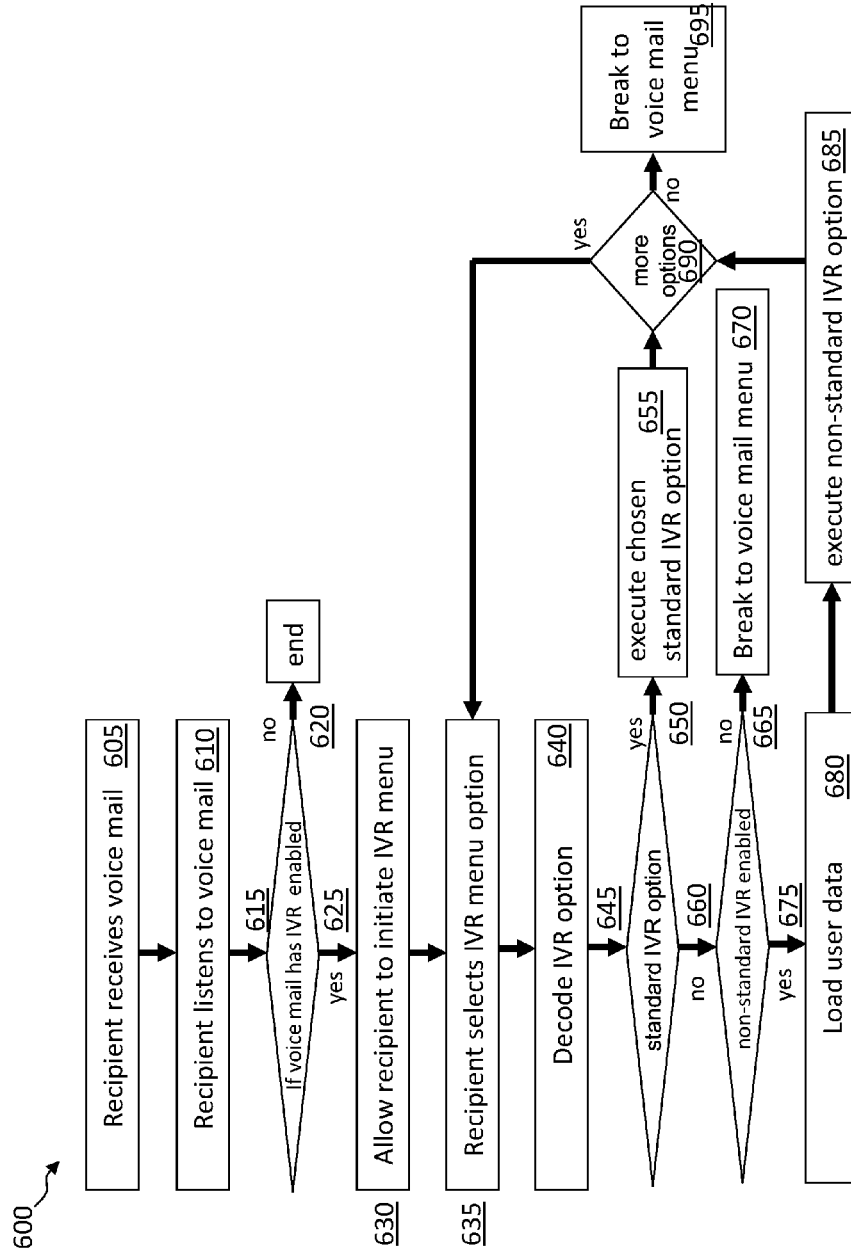 600
Recipient receives voice mail 605
Recipient listens to voice mail 610
615
If voice mail has IVR enabled
no
620
end
yes
625
Allow recipient to initiate IVR menu
630
Recipient selects IVR menu option
635
Decode IVR option 640
645
standard IVR option
yes
650
execute chosen 655
standard IVR option
more
options
690
yes
no
Break to
voice mail
menu 695
no
660
non-standard IVR enabled
no
665
Break to voice mail menu 670
yes
675
Load user data 680
execute non-standard IVR option 685